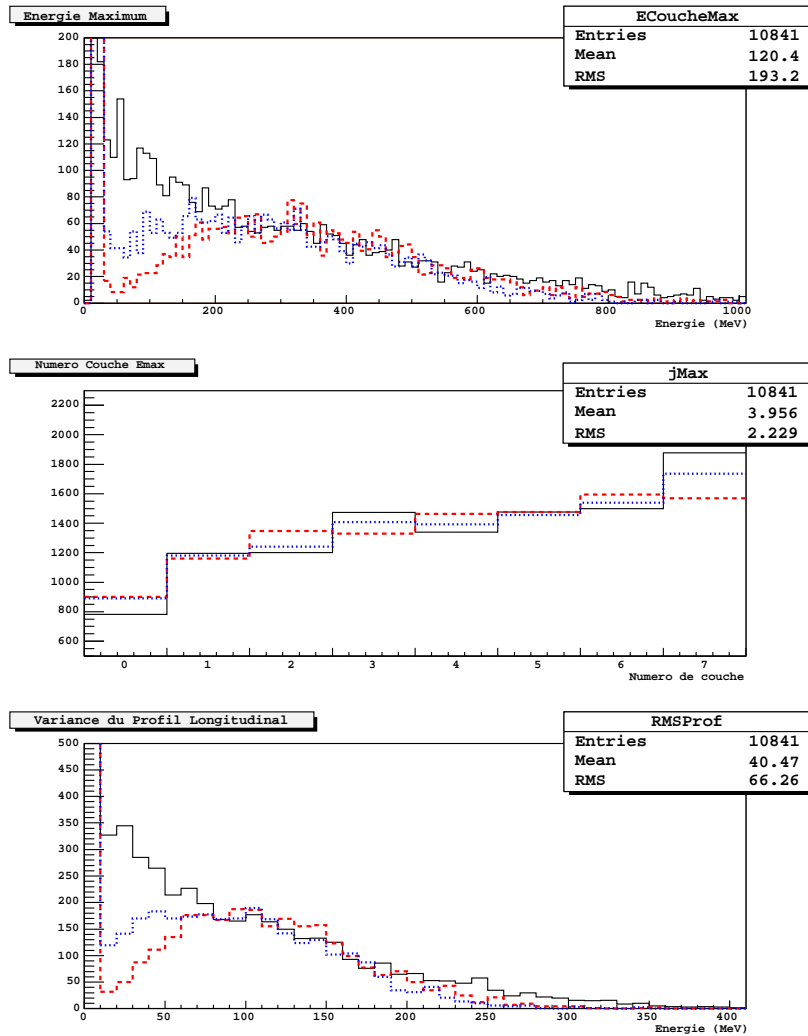 Energie Maximum
ECoucheMax
Entries 10841
Mean 120.4
RMS 193.2
200
180
160
140
120
100
80
60
40
20
0
0 200 400 600 800 1000
Energie (MeV)
Numero Couche Emax
jMax
Entries 10841
Mean 3.956
RMS 2.229
2200
2000
1800
1600
1400
1200
1000
800
600
0 1 2 3 4 5 6 7
Numero de couche
Variance du Profil Longitudinal
RMSProf
Entries 10841
Mean 40.47
RMS 66.26
500
450
400
350
300
250
200
150
100
50
0
0 50 100 150 200 250 300 350 400
Energie (MeV)